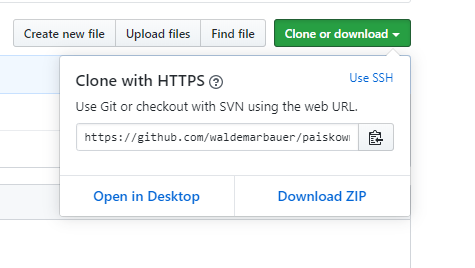 Create new file Upload files Find file Clone or download
Clone with HTTPS Use SSH
Use Git or checkout with SVN using the web URL.
https://github.com/waldemarbauer/paiskow
Open in Desktop Download ZIP